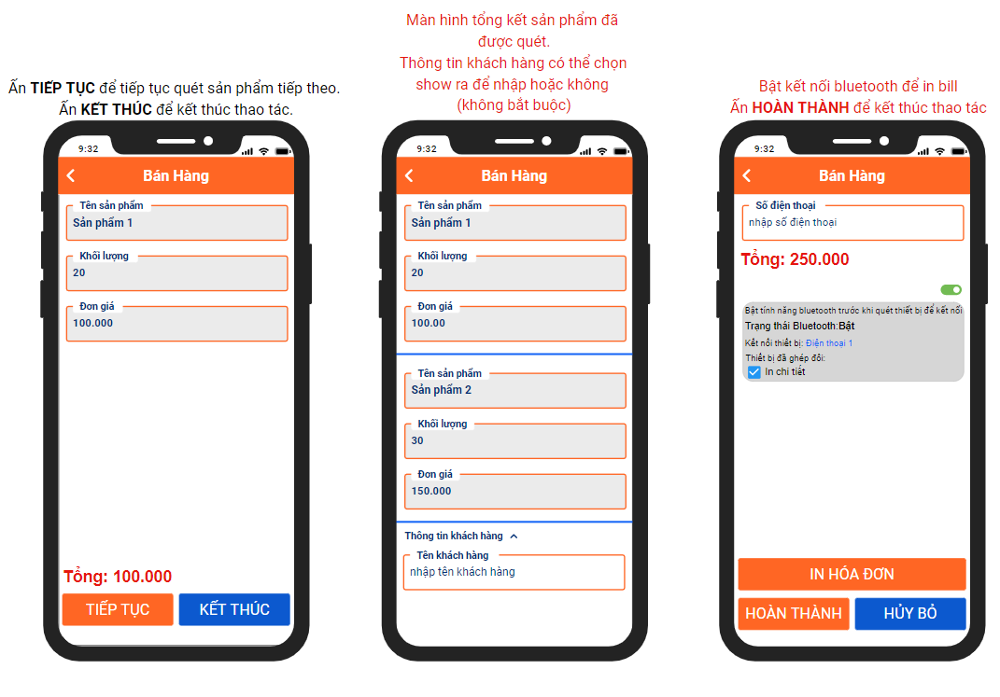 Ấn TIẾP TỤC để tiếp tục quét sản phẩm tiếp theo.
Ấn KẾT THÚC để kết thúc thao tác.
9:32
Bán Hàng
Tên sản phẩm
Sản phẩm 1
Khối lượng
20
Đơn giá
100.000
Tổng: 100.000
TIẾP TỤC
KẾT THÚC
Màn hình tổng kết sản phẩm đã
được quét.
Thông tin khách hàng có thể chọn
show ra để nhập hoặc không
(không bắt buộc)
9:32
Bán Hàng
Tên sản phẩm
Sản phẩm 1
Khối lượng
20
Đơn giá
100.00
Tên sản phẩm
Sản phẩm 2
Khối lượng
30
Đơn giá
150.000
Thông tin khách hàng
Tên khách hàng
nhập tên khách hàng
Bật kết nối bluetooth để in bill
Ấn HOÀN THÀNH để kết thúc thao tác
9:32
Bán Hàng
Số điện thoại
nhập số điện thoại
Tổng: 250.000
Bật tính năng bluetooth trước khi quét thiết bị để kết nối
Trạng thái Bluetooth:Bật
Kết nối thiết bị: Điện thoại 1
Thiết bị đã ghép đôi:
In chi tiết
IN HÓA ĐƠN
HOÀN THÀNH
HỦY BỎ